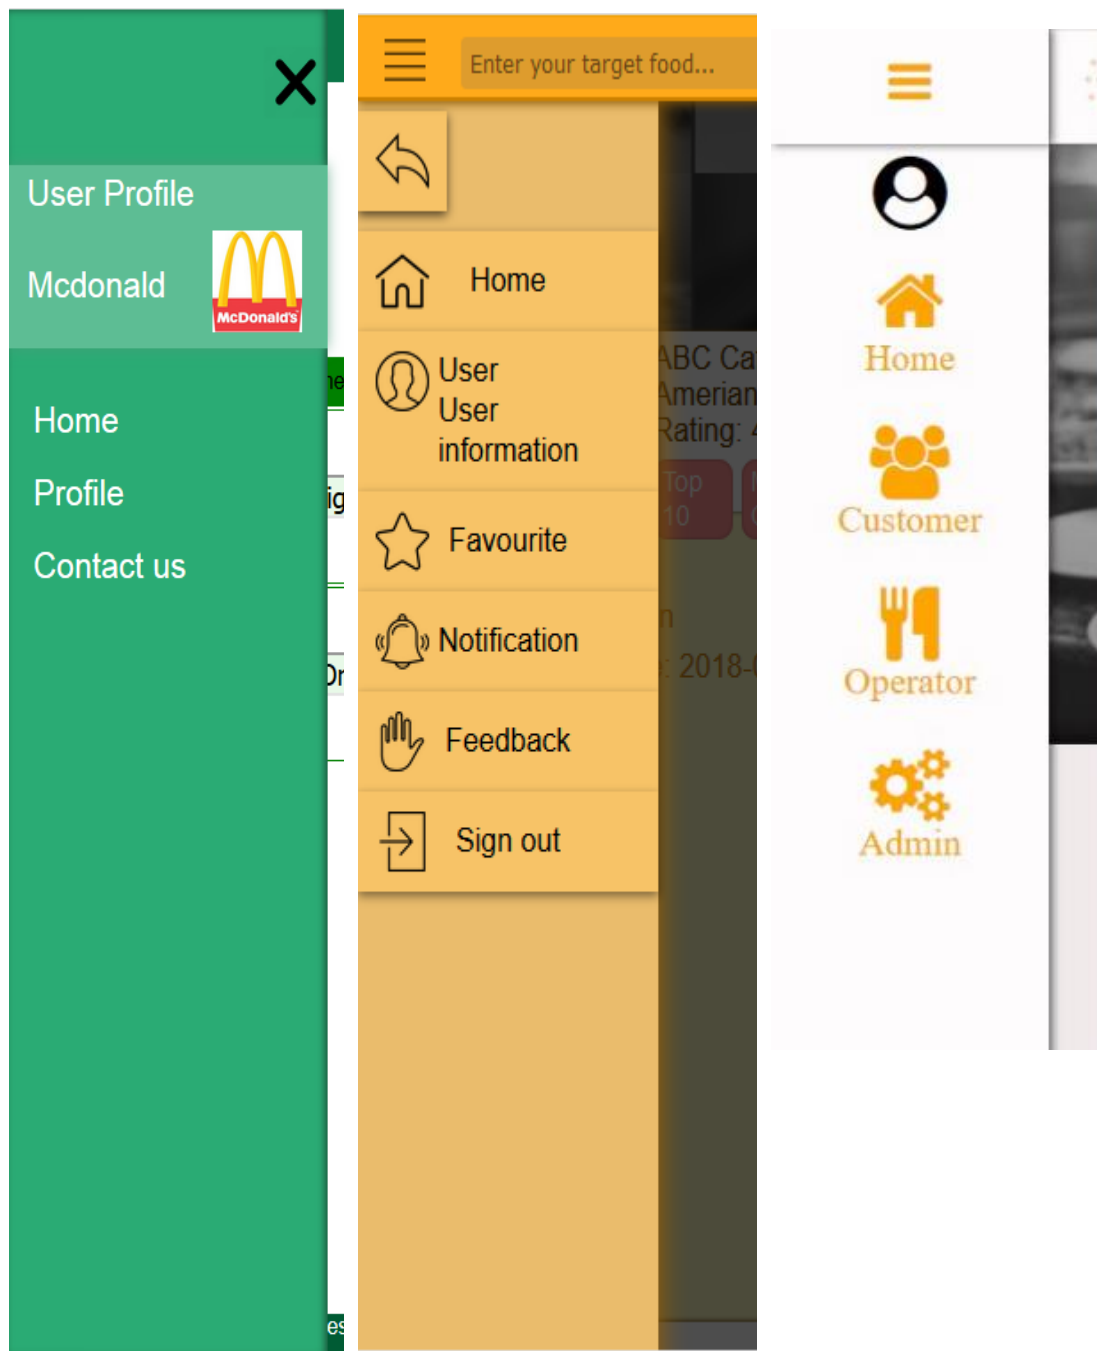 User Profile
Mcdonald
McDonald's
Home
Profile
Contact us
Enter your target food...
Home
User
User
information
Favourite
Notification
Feedback
Sign out
ABC
Amerian
Rating:
Top
10
: 2018-
Home
Customer
Operator
Admin